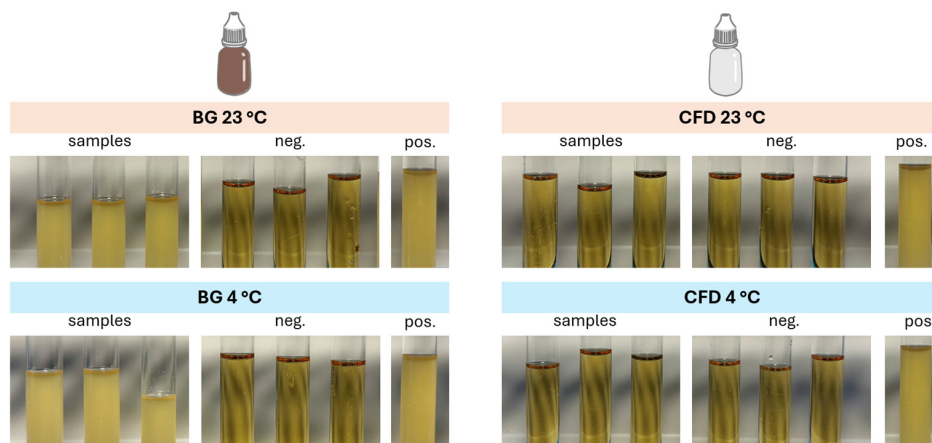 BG 23 °C
samples neg. pos.
CFD 23 °C
samples neg. pos.
BG 4 °C
samples neg. pos.
CFD 4 °C
samples neg. pos